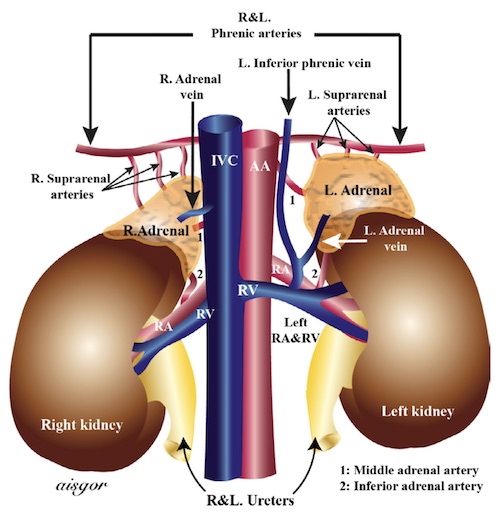 R&L.
Phrenic arteries
L. Inferior phrenic vein
R. Adrenal
vein
L. Suprarenal
arteries
IVC
AA
R. Suprarenal
arteries
1
L. Adrenal
R.Adrenal
1
L. Adrenal
vein
2
RA
2
RV
RV
RA
Left
RA&RV
Right kidney
Left kidney
aisgor
1: Middle adrenal artery
2: Inferior adrenal artery
R&L. Ureters